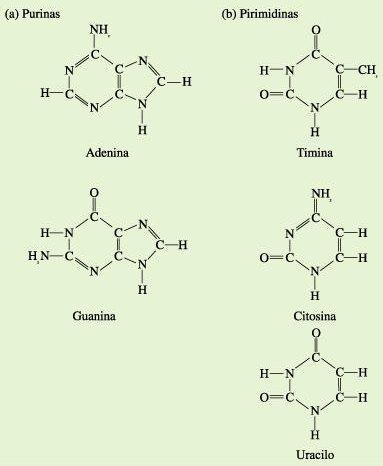 (a) Purinas
NH₂
C
N
C
N
C—H
H—C
C
N
N
H
Adenina
O
C
H—N
C
N
C—H
H₂N—C
C
N
N
H
Guanina
(b) Pirimidinas
O
C
H—N
C—CH₃
O=C
C—H
N
H
Timina
NH₂
C
N
C—H
O=C
C—H
N
H
Citosina
O
C
H—N
C—H
O=C
C—H
N
H
Uracilo